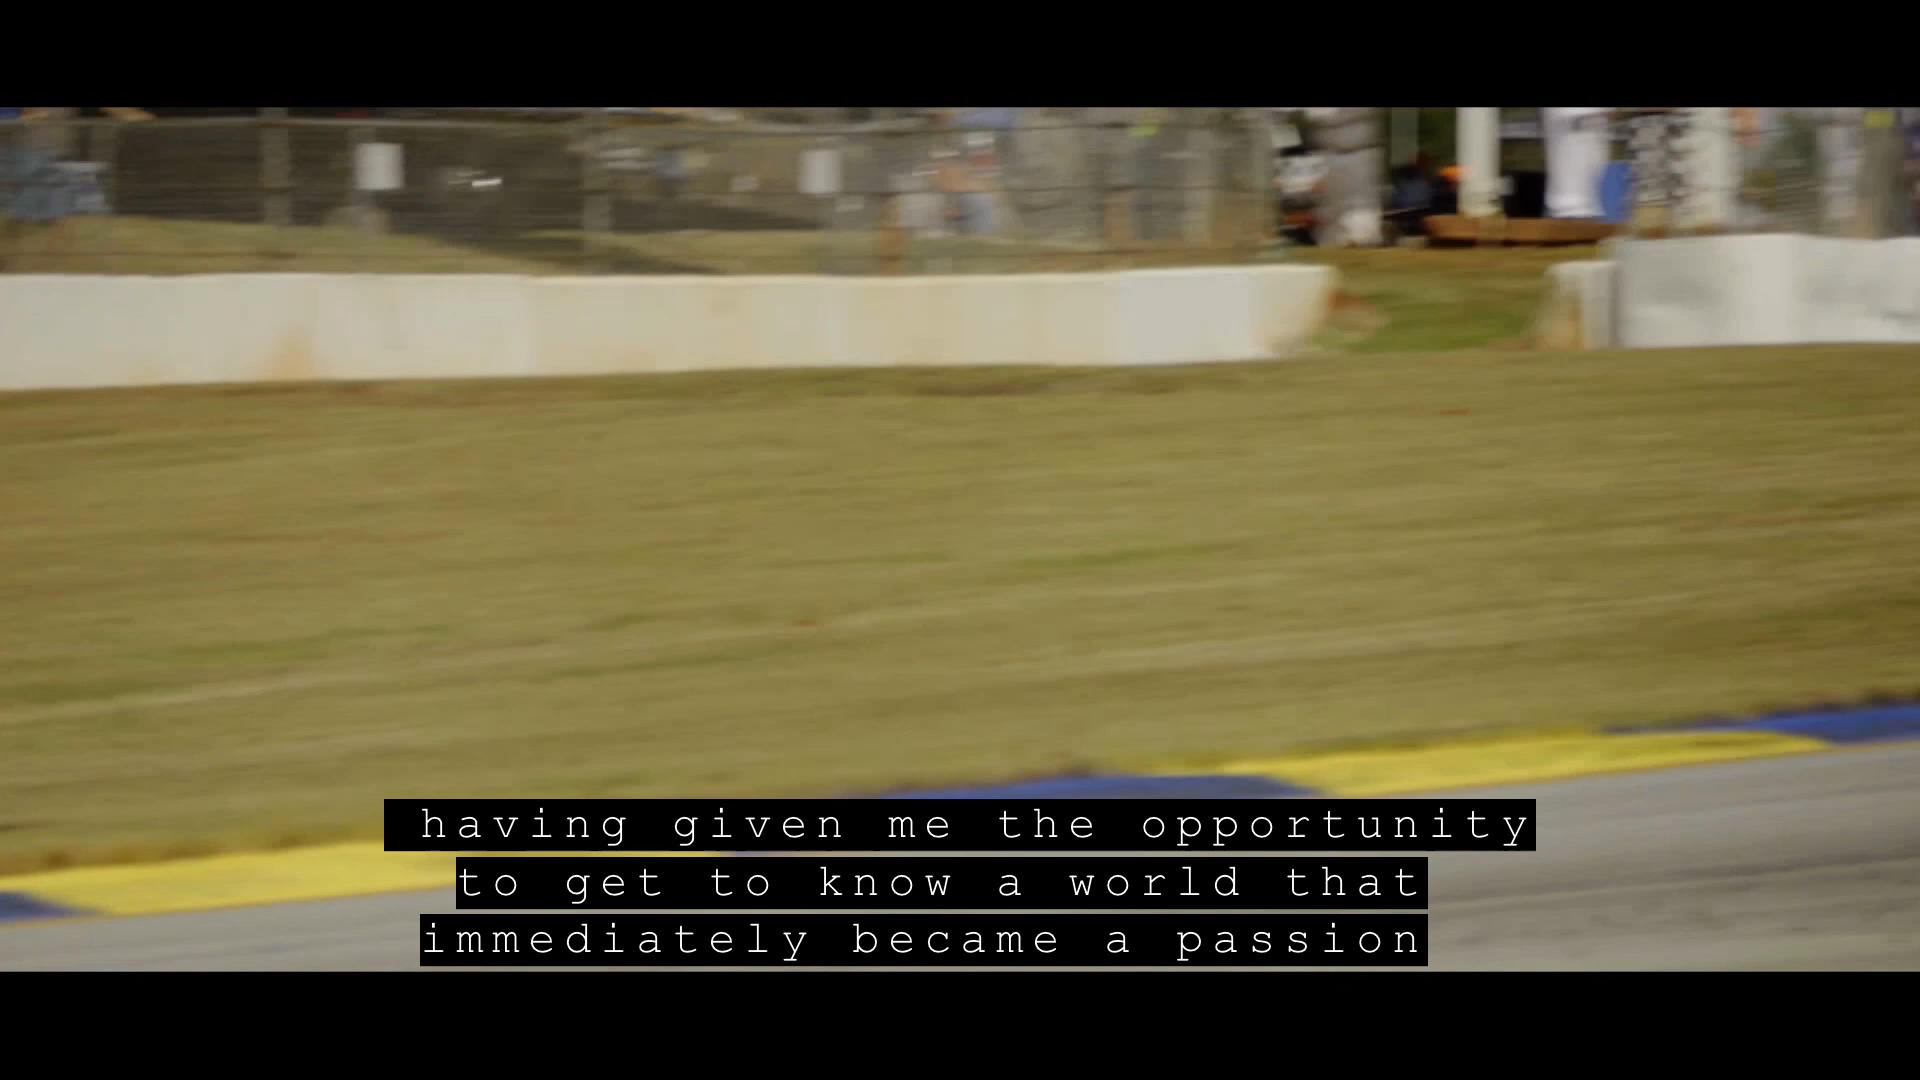 having given me the opportunity
to get to know a world that
immediately became a passion